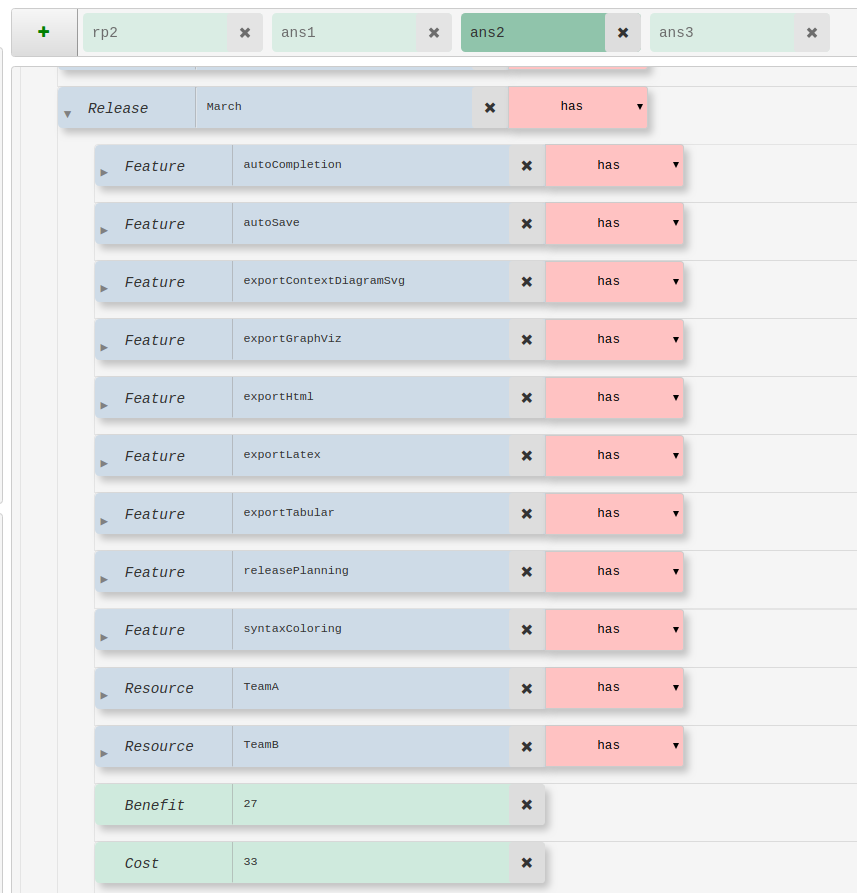 rp2 ans1 ans2 ans3
Release March has
Feature autoCompletion has
Feature autoSave has
Feature exportContextDiagramSvg has
Feature exportGraphViz has
Feature exportHtml has
Feature exportLatex has
Feature exportTabular has
Feature releasePlanning has
Feature syntaxColoring has
Resource TeamA has
Resource TeamB has
Benefit 27
Cost 33